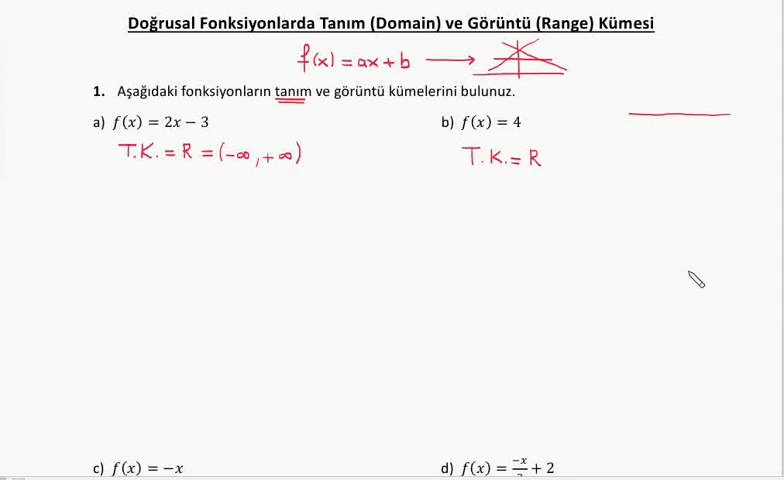 Doğrusal Fonksiyonlarda Tanım (Domain) ve Görüntü (Range) Kümesi
f(x) = ax + b
1. Aşağıdaki fonksiyonların tanım ve görüntü kümelerini bulunuz.
a) f(x) = 2x − 3
b) f(x) = 4
T.K. = R = (-∞, +∞)
T.K. = R
c) f(x) = −x
d) f(x) = −x/ + 2